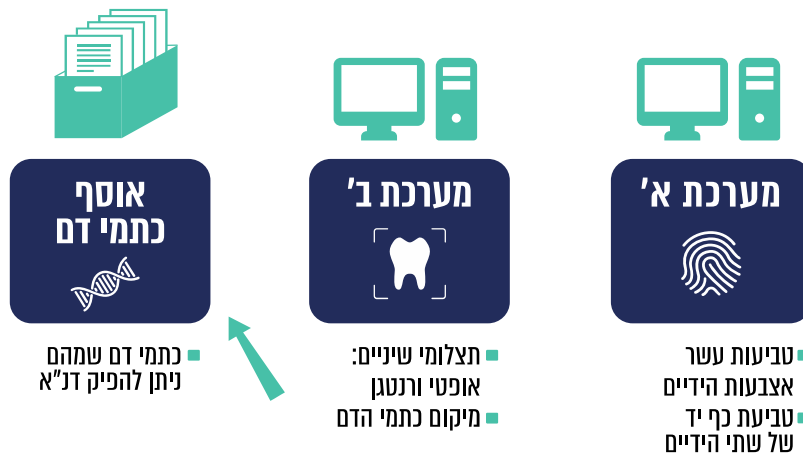 מערכת א'
טביעות עשר
אצבעות הידיים
טביעת כף יד
של שתי הידיים
מערכת ב'
תצלומי שיניים:
אופטי ורנטגן
מיקום כתמי הדם
אוסף
כתמי דם
כתמי דם שמהם
ניתן להפיק דנ"א